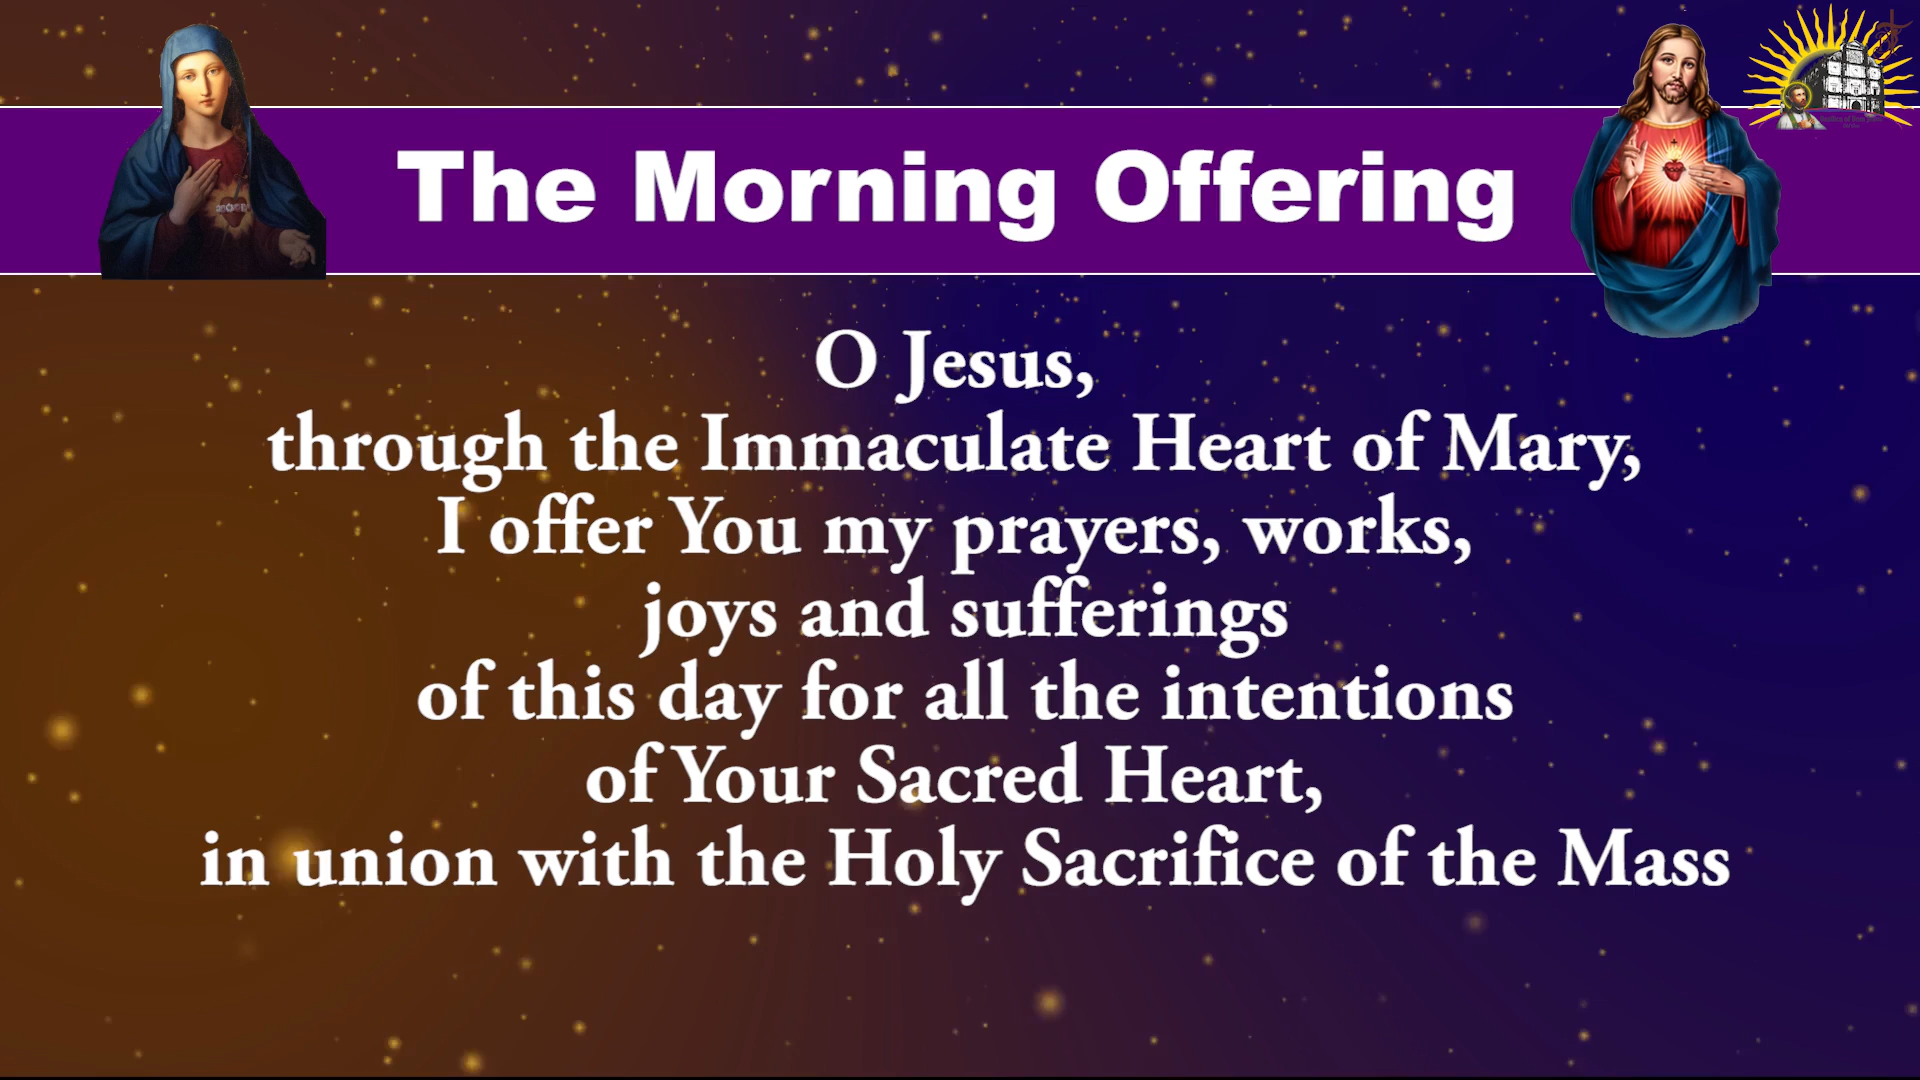 The Morning Offering
O Jesus,
through the Immaculate Heart of Mary,
I offer You my prayers, works,
joys and sufferings
of this day for all the intentions
of Your Sacred Heart,
in union with the Holy Sacrifice of the Mass